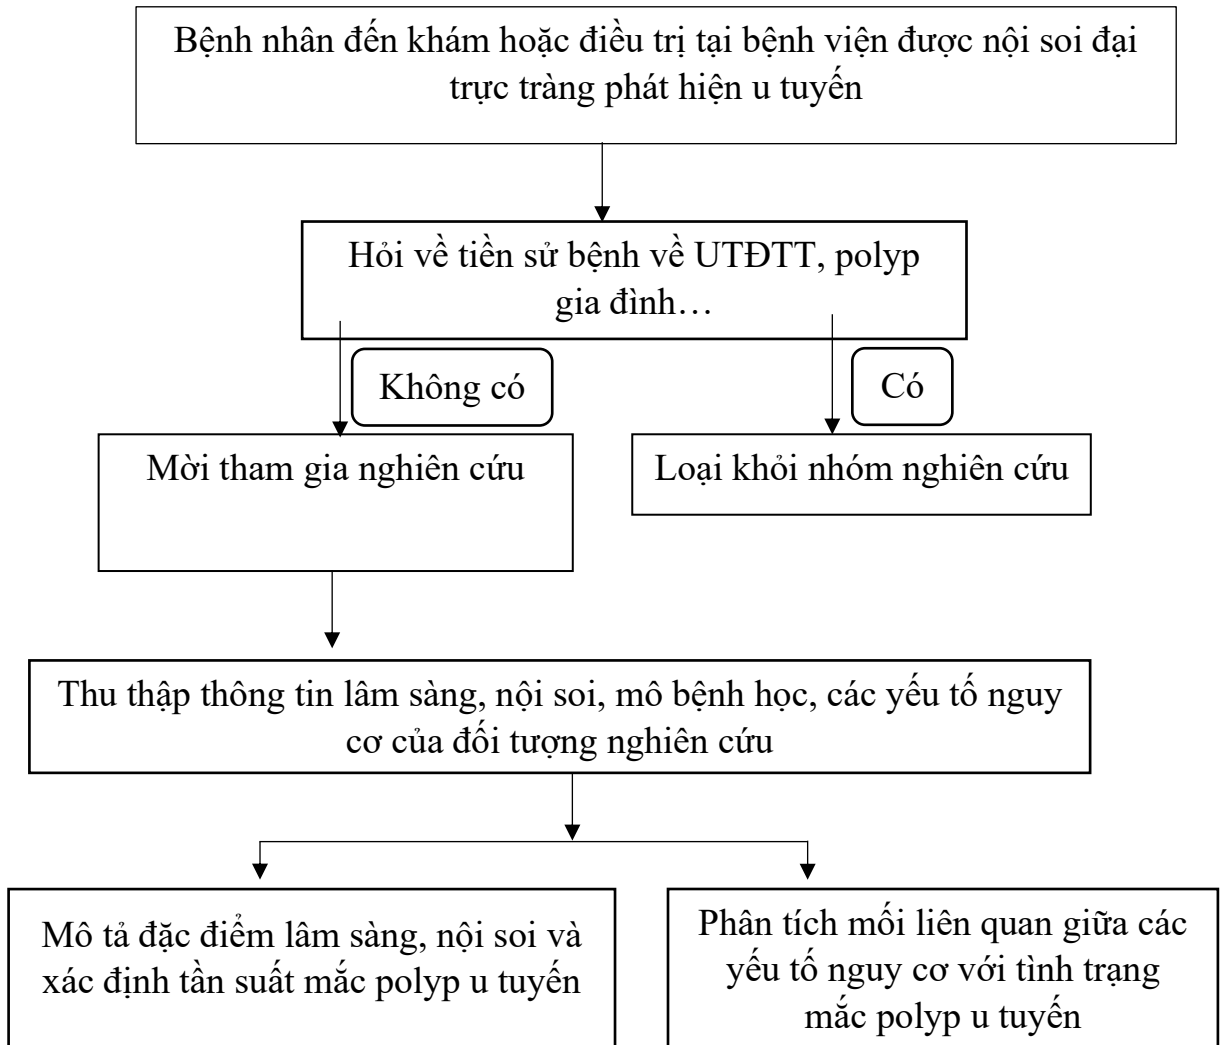 Bệnh nhân đến khám hoặc điều trị tại bệnh viện được nội soi đại
trực tràng phát hiện u tuyến
Hỏi về tiền sử bệnh về UTĐTT, polyp
gia đình…
Không có
Có
Mời tham gia nghiên cứu
Loại khỏi nhóm nghiên cứu
Thu thập thông tin lâm sàng, nội soi, mô bệnh học, các yếu tố nguy
cơ của đối tượng nghiên cứu
Mô tả đặc điểm lâm sàng, nội soi và
xác định tần suất mắc polyp u tuyến
Phân tích mối liên quan giữa các
yếu tố nguy cơ với tình trạng
mắc polyp u tuyến